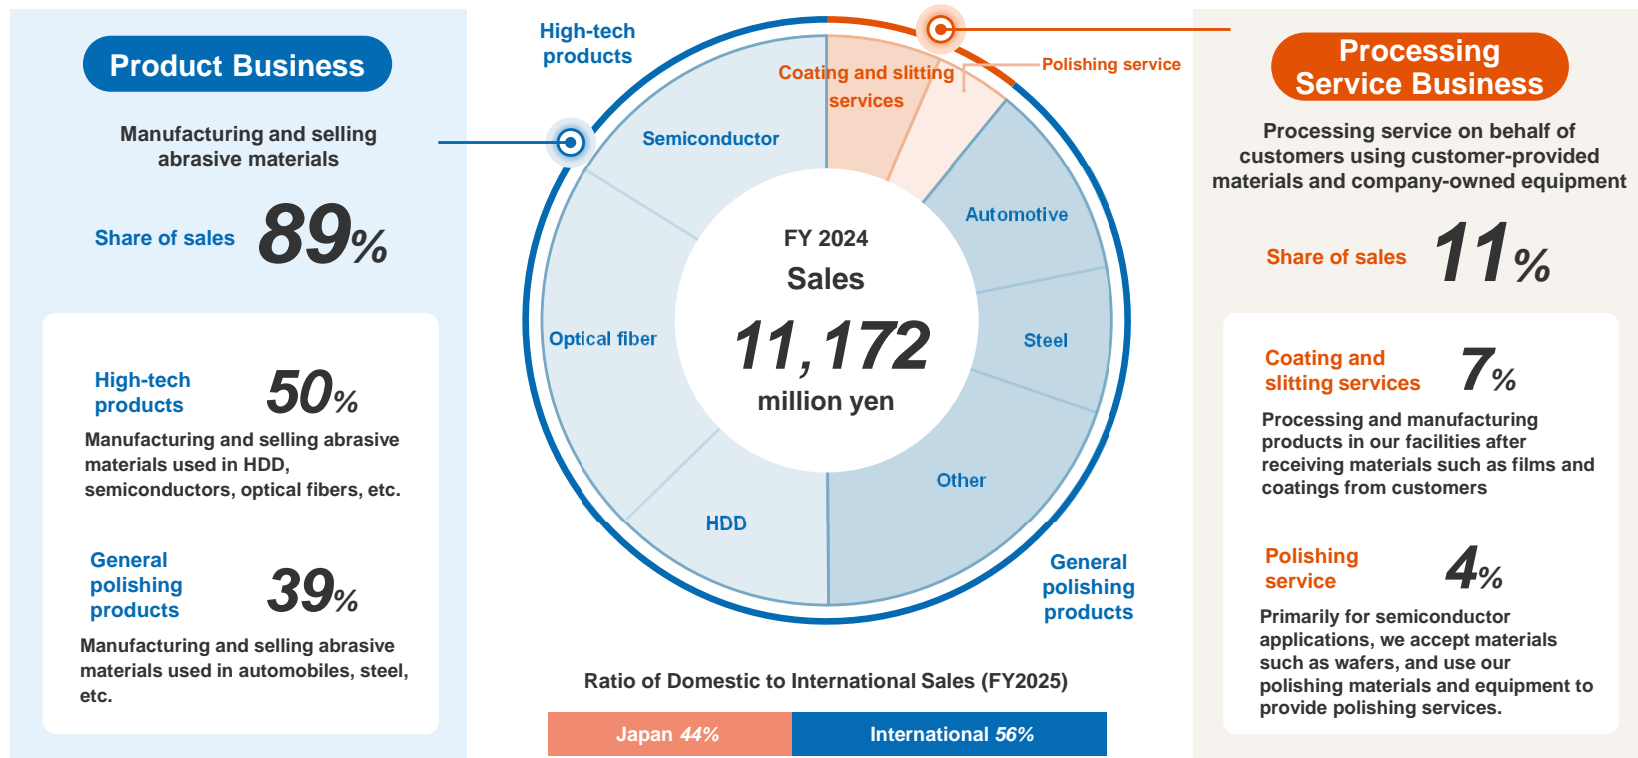 Product Business
Manufacturing and selling
abrasive materials
Share of sales 89%
High-tech
products
50%
Manufacturing and selling abrasive
materials used in HDD,
semiconductors, optical fibers, etc.
General
polishing
products
39%
Manufacturing and selling abrasive
materials used in automobiles, steel,
etc.
High-tech
products
Coating and slitting
services
Polishing service
Semiconductor
Automotive
Optical fiber
Steel
HDD
Other
FY 2024
Sales
11,172
million yen
General
polishing
products
Ratio of Domestic to International Sales (FY2025)
Japan 44%
International 56%
Processing
Service Business
Processing service on behalf of
customers using customer-provided
materials and company-owned equipment
Share of sales 11%
Coating and
slitting services
7%
Processing and manufacturing
products in our facilities after
receiving materials such as films and
coatings from customers
Polishing
service
4%
Primarily for semiconductor
applications, we accept materials
such as wafers, and use our
polishing materials and equipment to
provide polishing services.